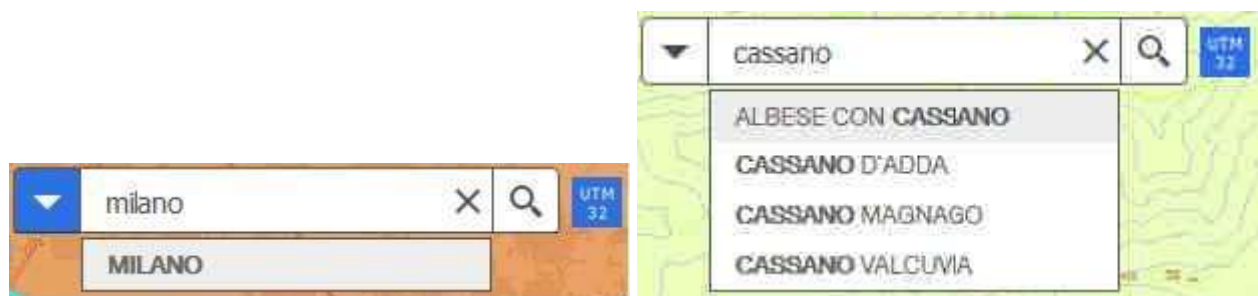 milano
UTM
32
MILANO
cassano
UTM
32
ALBESE CON CASSANO
CASSANO D'ADDA
CASSANO MAGNAGO
CASSANO VALCUVIA